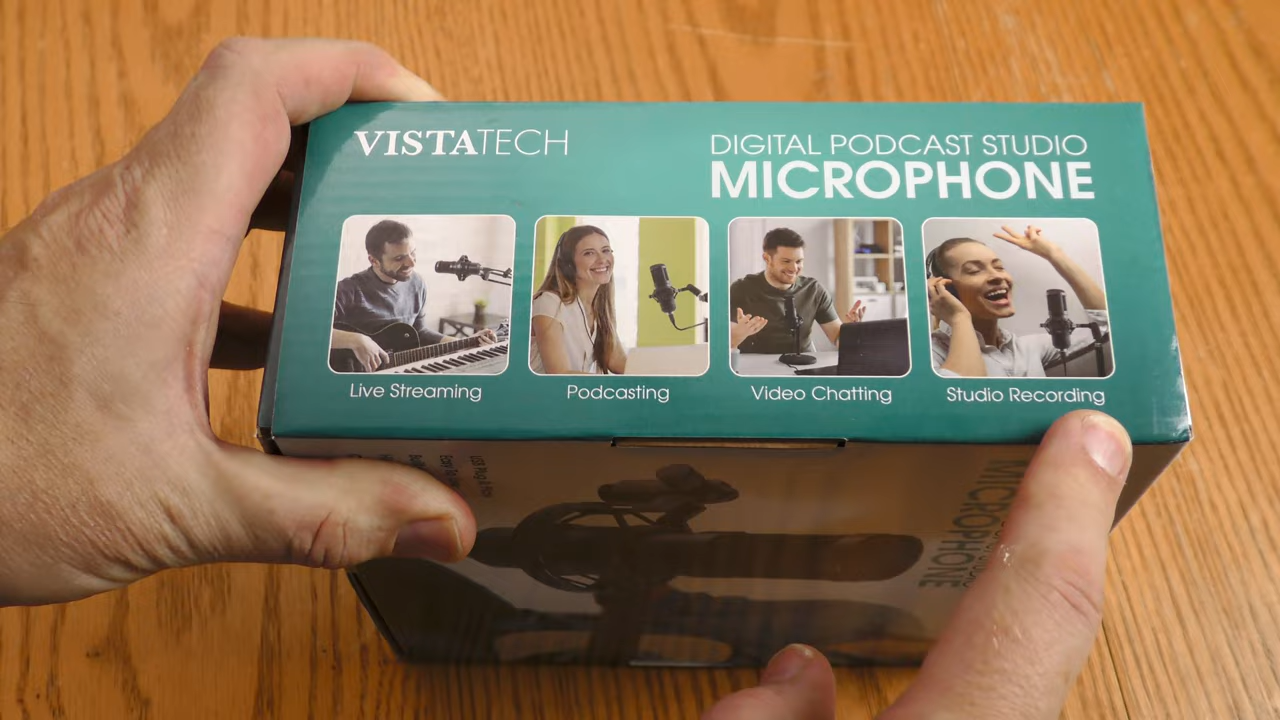 VISTATECH
DIGITAL PODCAST STUDIO
MICROPHONE
Live Streaming
Podcasting
Video Chatting
Studio Recording
MICROPHONE